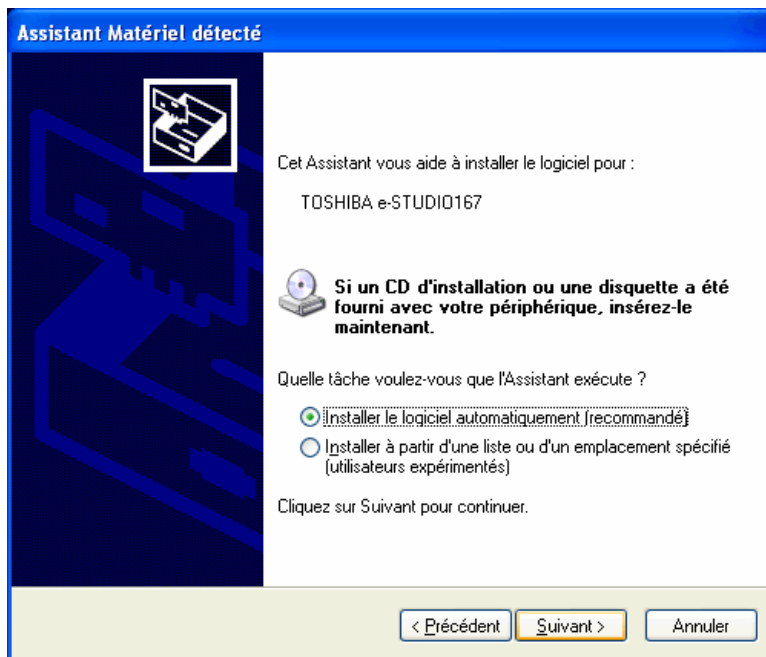 Assistant Matériel détecté
Cet Assistant vous aide à installer le logiciel pour :
TOSHIBA e-STUDIO167
Si un CD d'installation ou une disquette a été
fourni avec votre périphérique, insérez-le
maintenant.
Quelle tâche voulez-vous que l'Assistant exécute ?
Installer le logiciel automatiquement (recommandé)
Installer à partir d'une liste ou d'un emplacement spécifié
(utilisateurs expérimentés)
Cliquez sur Suivant pour continuer.
< Précédent Suivant > Annuler